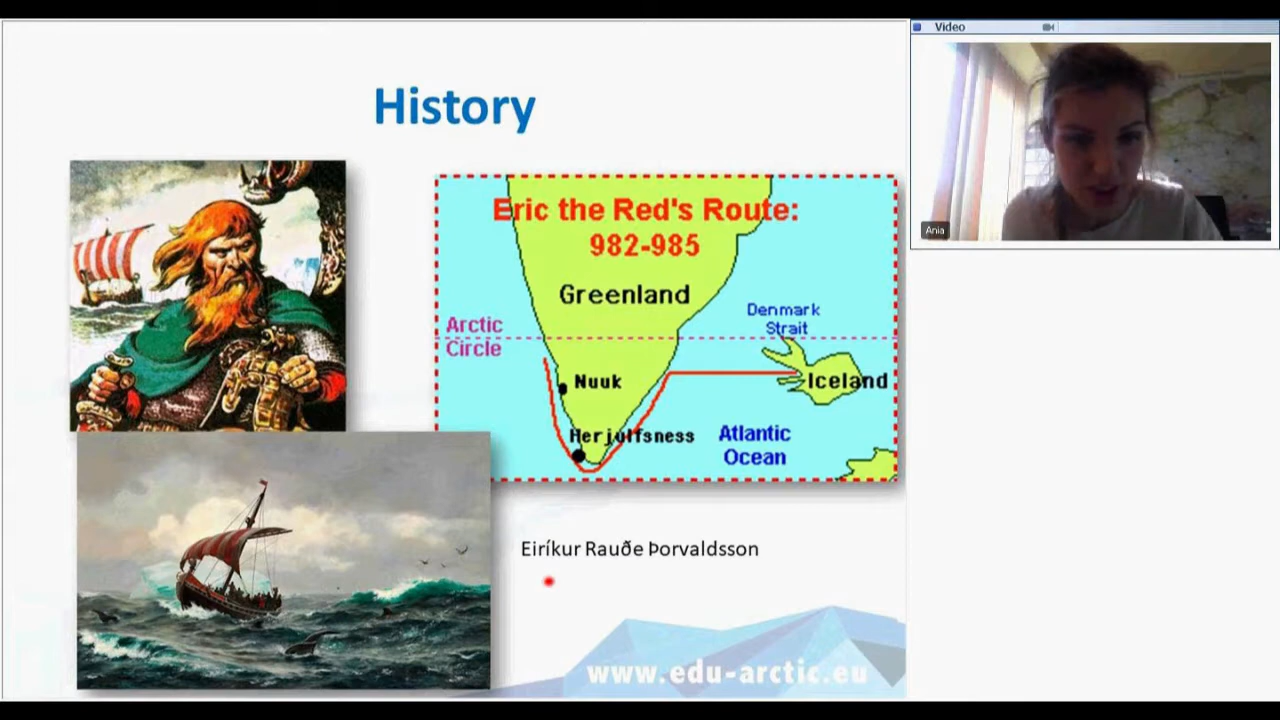 Video
History
Ania
Eric the Red's Route:
982-985
Greenland
Denmark
Strait
Arctic
Circle
Nuuk
Iceland
Herjulfsness
Atlantic
Ocean
Eiríkur Rauðe Þorvaldsson
www.edu-arctic.eu